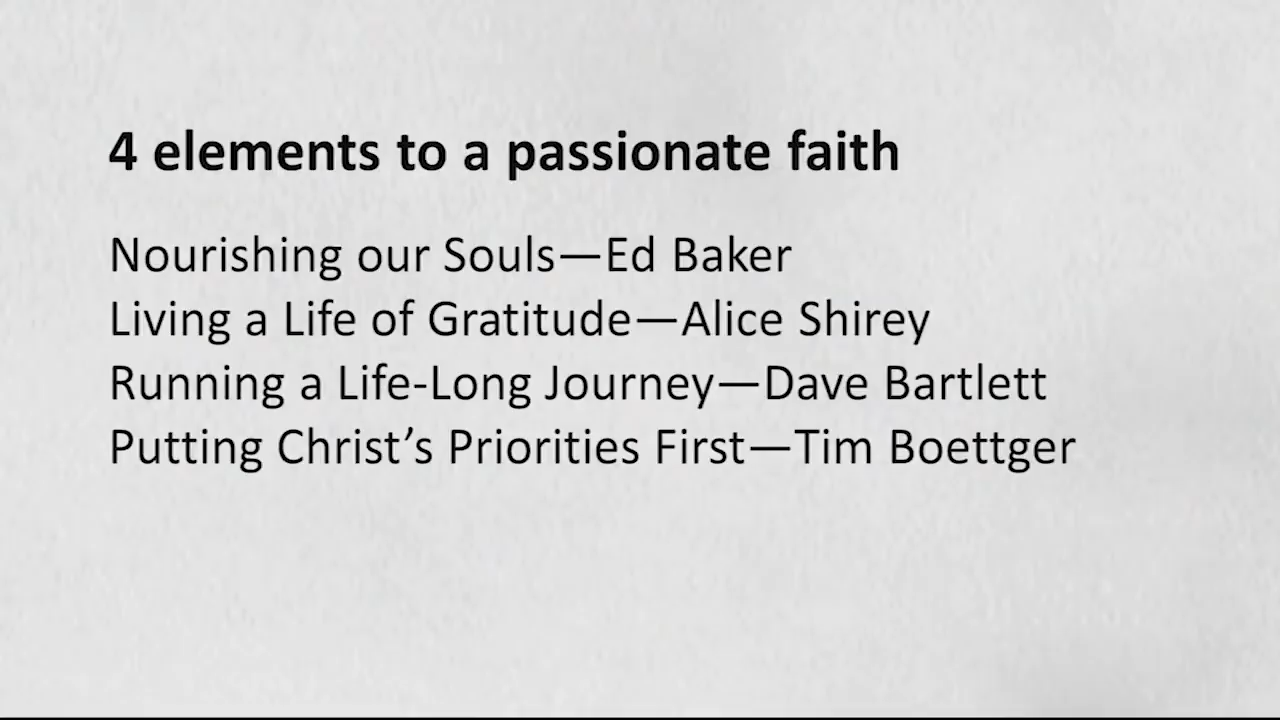 4 elements to a passionate faith
Nourishing our Souls—Ed Baker
Living a Life of Gratitude—Alice Shirey
Running a Life-Long Journey—Dave Bartlett
Putting Christ’s Priorities First—Tim Boettger